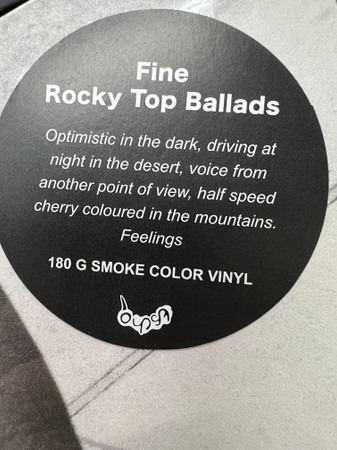 Fine
Rocky Top Ballads
Optimistic in the dark, driving at
night in the desert, voice from
another point of view, half speed
cherry coloured in the mountains.
Feelings
180 G SMOKE COLOR VINYL